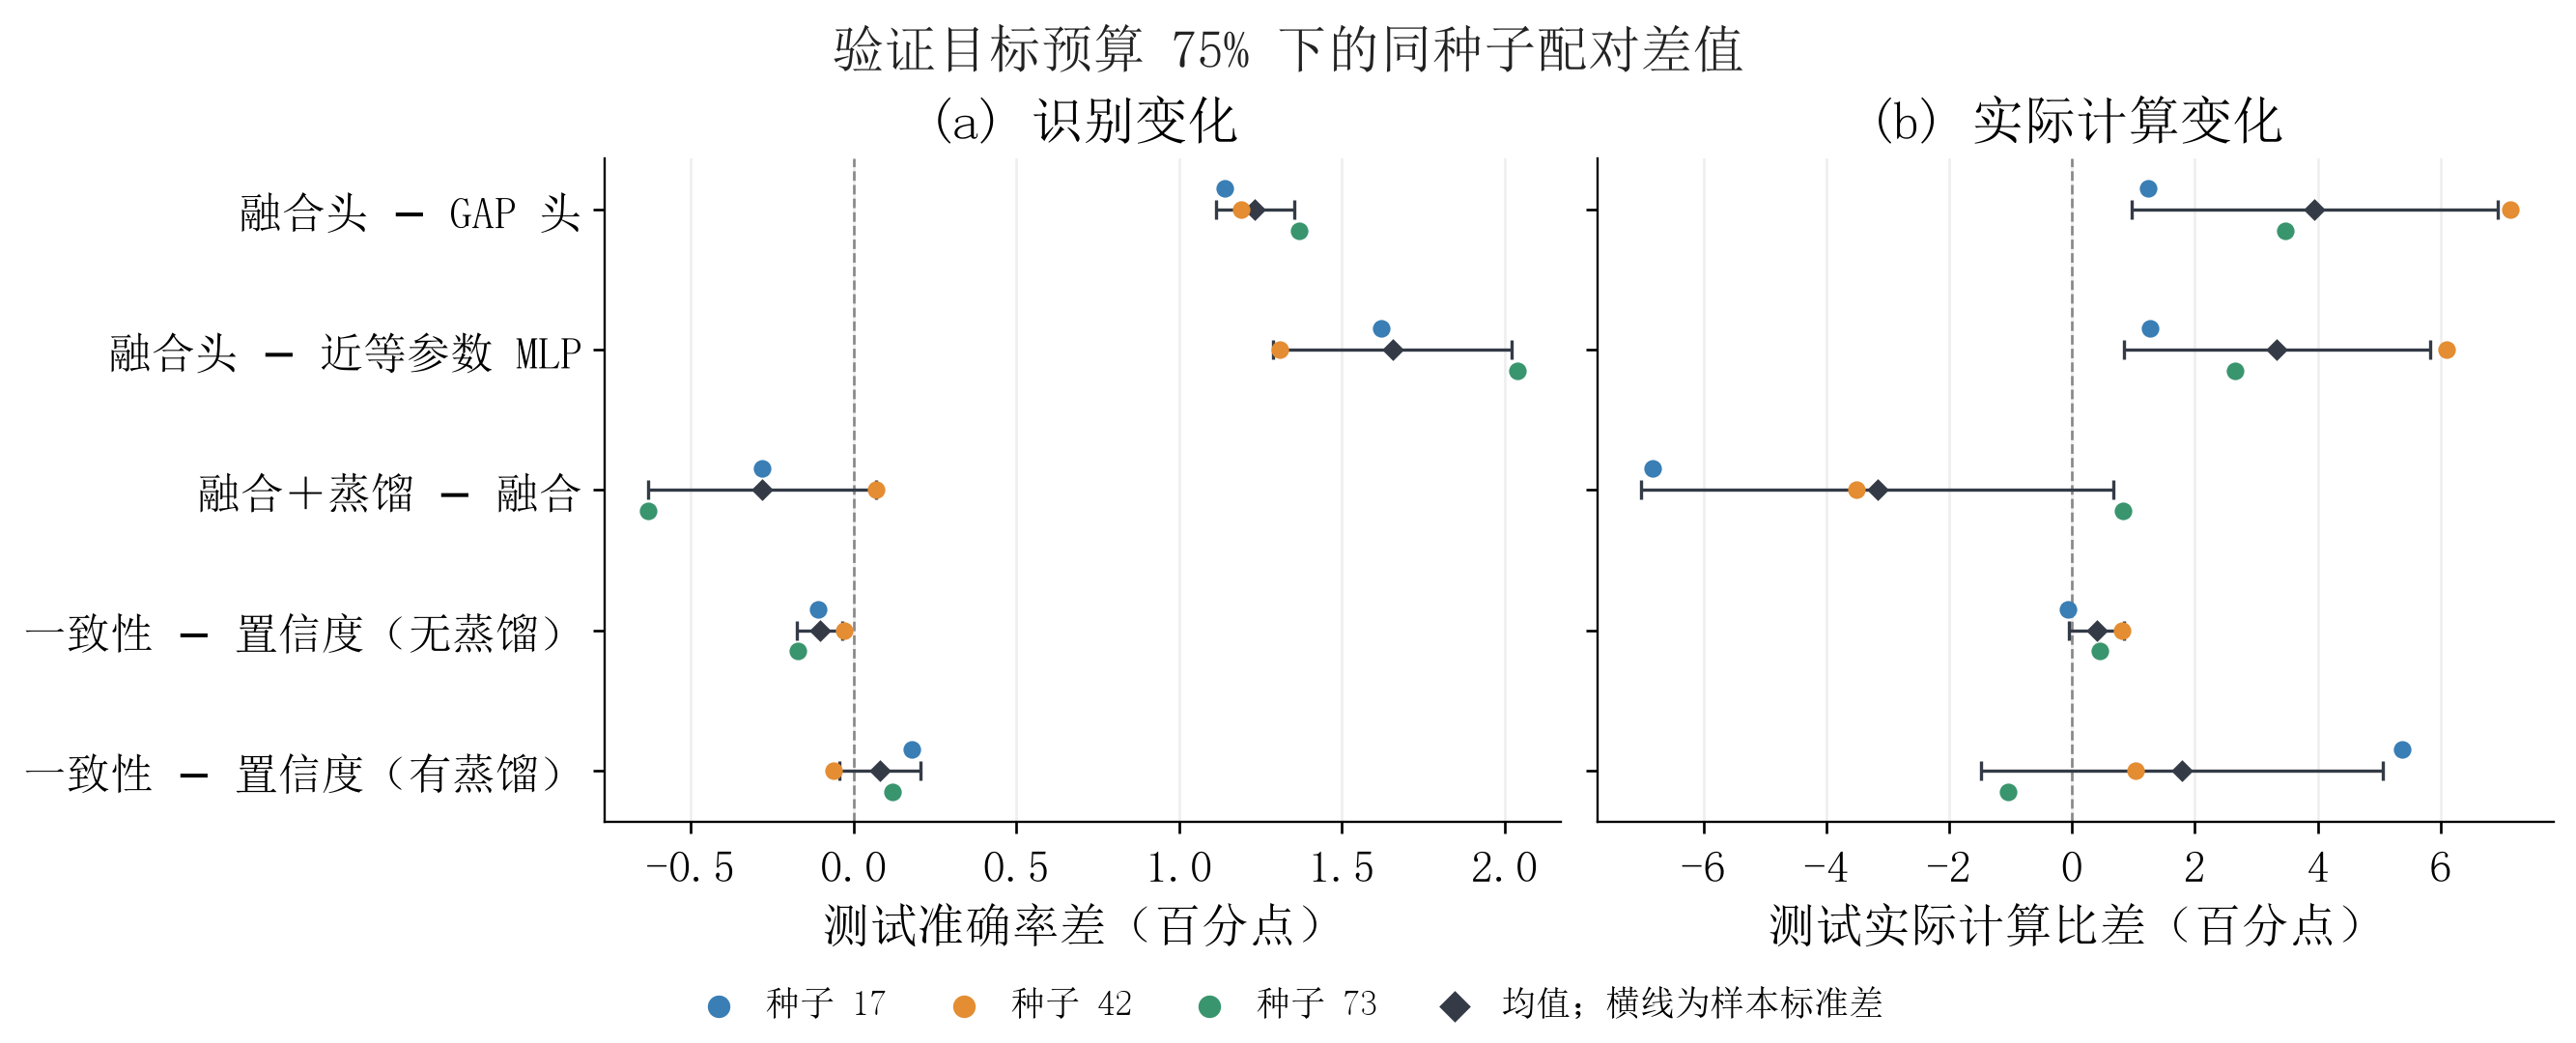 验证目标预算 75% 下的同种子配对差值
(a) 识别变化
(b) 实际计算变化
融合头 − GAP 头
融合头 − 近等参数 MLP
融合＋蒸馏 − 融合
一致性 − 置信度（无蒸馏）
一致性 − 置信度（有蒸馏）
-0.5 0.0 0.5 1.0 1.5 2.0
-6 -4 -2 0 2 4 6
测试准确率差（百分点）
测试实际计算比差（百分点）
种子 17 种子 42 种子 73 均值；横线为样本标准差